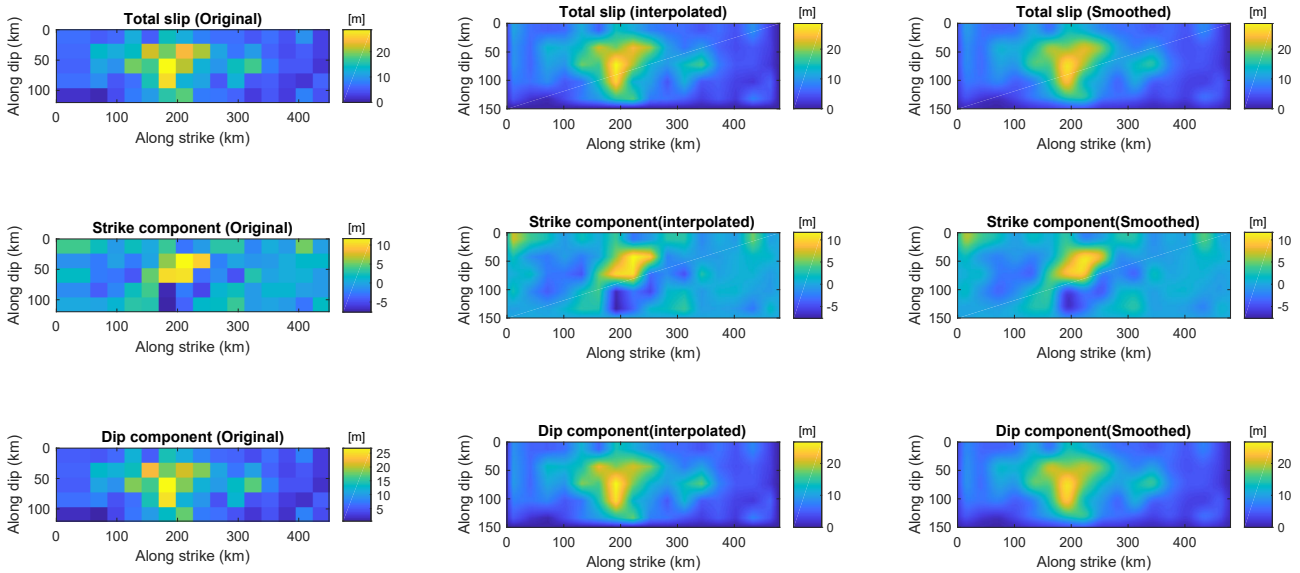 Total slip (Original)
[m]
Along dip (km)
0
50
100
0 100 200 300 400
Along strike (km)
20
10
0
Total slip (interpolated)
[m]
Along dip (km)
0
50
100
150
0 100 200 300 400
Along strike (km)
20
10
0
Total slip (Smoothed)
[m]
Along dip (km)
0
50
100
150
0 100 200 300 400
Along strike (km)
20
10
0
Strike component (Original)
[m]
Along dip (km)
0
50
100
0 100 200 300 400
Along strike (km)
10
5
0
-5
Strike component(interpolated)
[m]
Along dip (km)
0
50
100
150
0 100 200 300 400
Along strike (km)
10
5
0
-5
Strike component(Smoothed)
[m]
Along dip (km)
0
50
100
150
0 100 200 300 400
Along strike (km)
10
5
0
-5
Dip component (Original)
[m]
Along dip (km)
0
50
100
0 100 200 300 400
Along strike (km)
25
20
15
10
5
Dip component(interpolated)
[m]
Along dip (km)
0
50
100
150
0 100 200 300 400
Along strike (km)
20
10
0
Dip component(Smoothed)
[m]
Along dip (km)
0
50
100
150
0 100 200 300 400
Along strike (km)
20
10
0